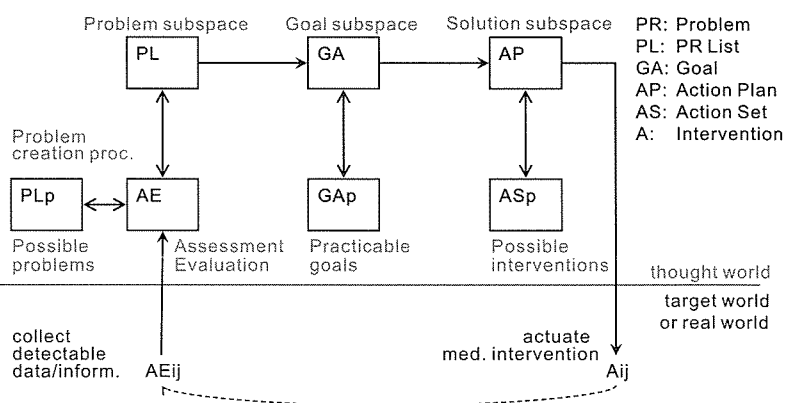 Problem subspace
Goal subspace
Solution subspace
PL
GA
AP
PR: Problem
PL: PR List
GA: Goal
AP: Action Plan
AS: Action Set
A: Intervention
Problem
creation proc.
PLp
AE
GAp
ASp
Possible
problems
Assessment
Evaluation
Practicable
goals
Possible
interventions
thought world
target world
or real world
collect
detectable
data/inform.
AEij
actuate
med. intervention
Aij